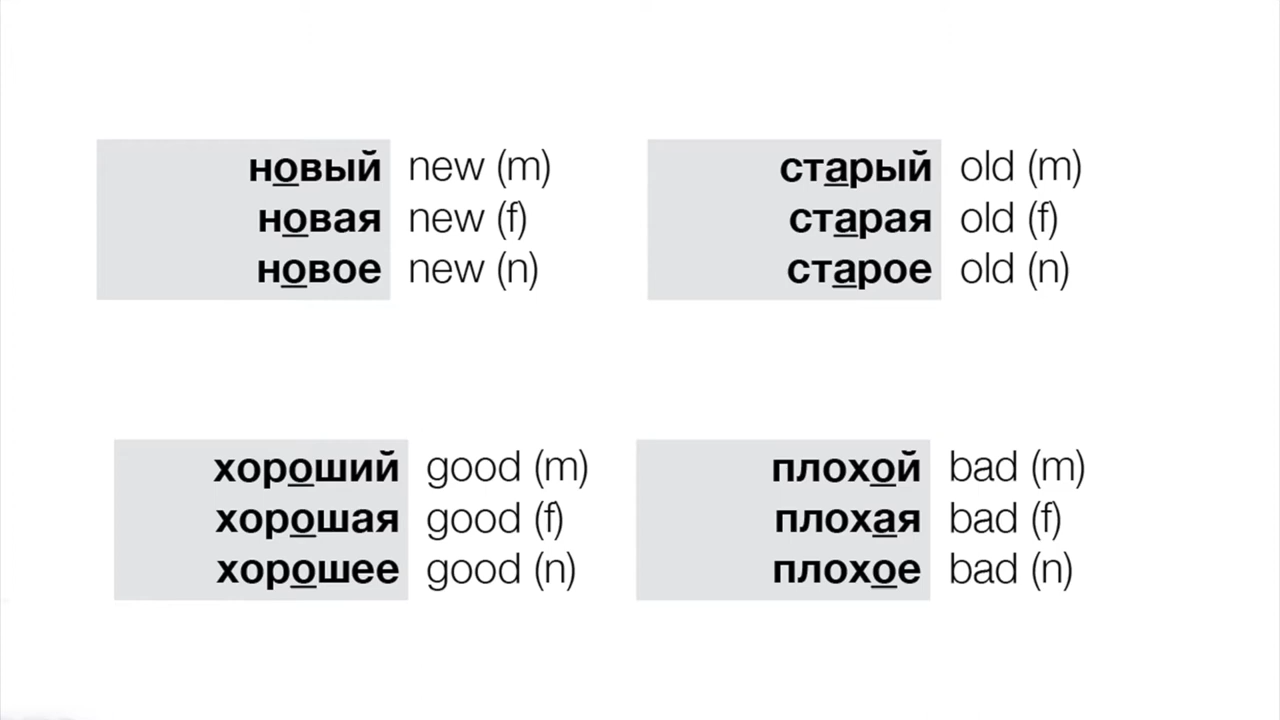 новый new (m)
новая new (f)
новое new (n)
старый old (m)
старая old (f)
старое old (n)
хороший good (m)
хорошая good (f)
хорошее good (n)
плохой bad (m)
плохая bad (f)
плохое bad (n)